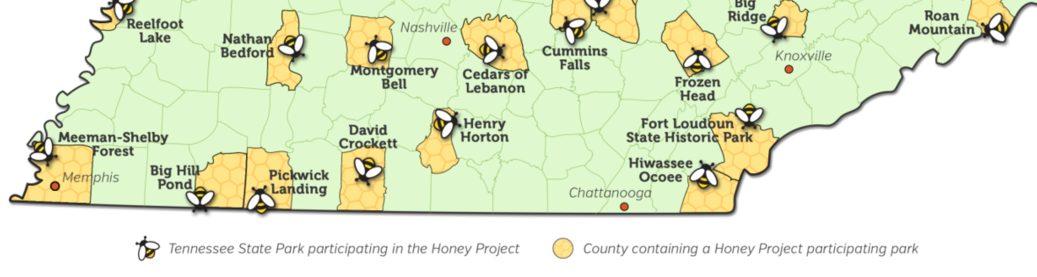 Big
Ridge
Roan
Mountain
Reelfoot
Lake
Nashville
Nathan
Bedford
Cummins
Falls
Knoxville
Montgomery
Bell
Cedars of
Lebanon
Frozen
Head
Meeman-Shelby
Forest
David
Crockett
Henry
Horton
Fort Loudoun
State Historic Park
Big Hill
Pond
Pickwick
Landing
Hiwassee
Ocoee
Memphis
Chattanooga
Tennessee State Park participating in the Honey Project
County containing a Honey Project participating park